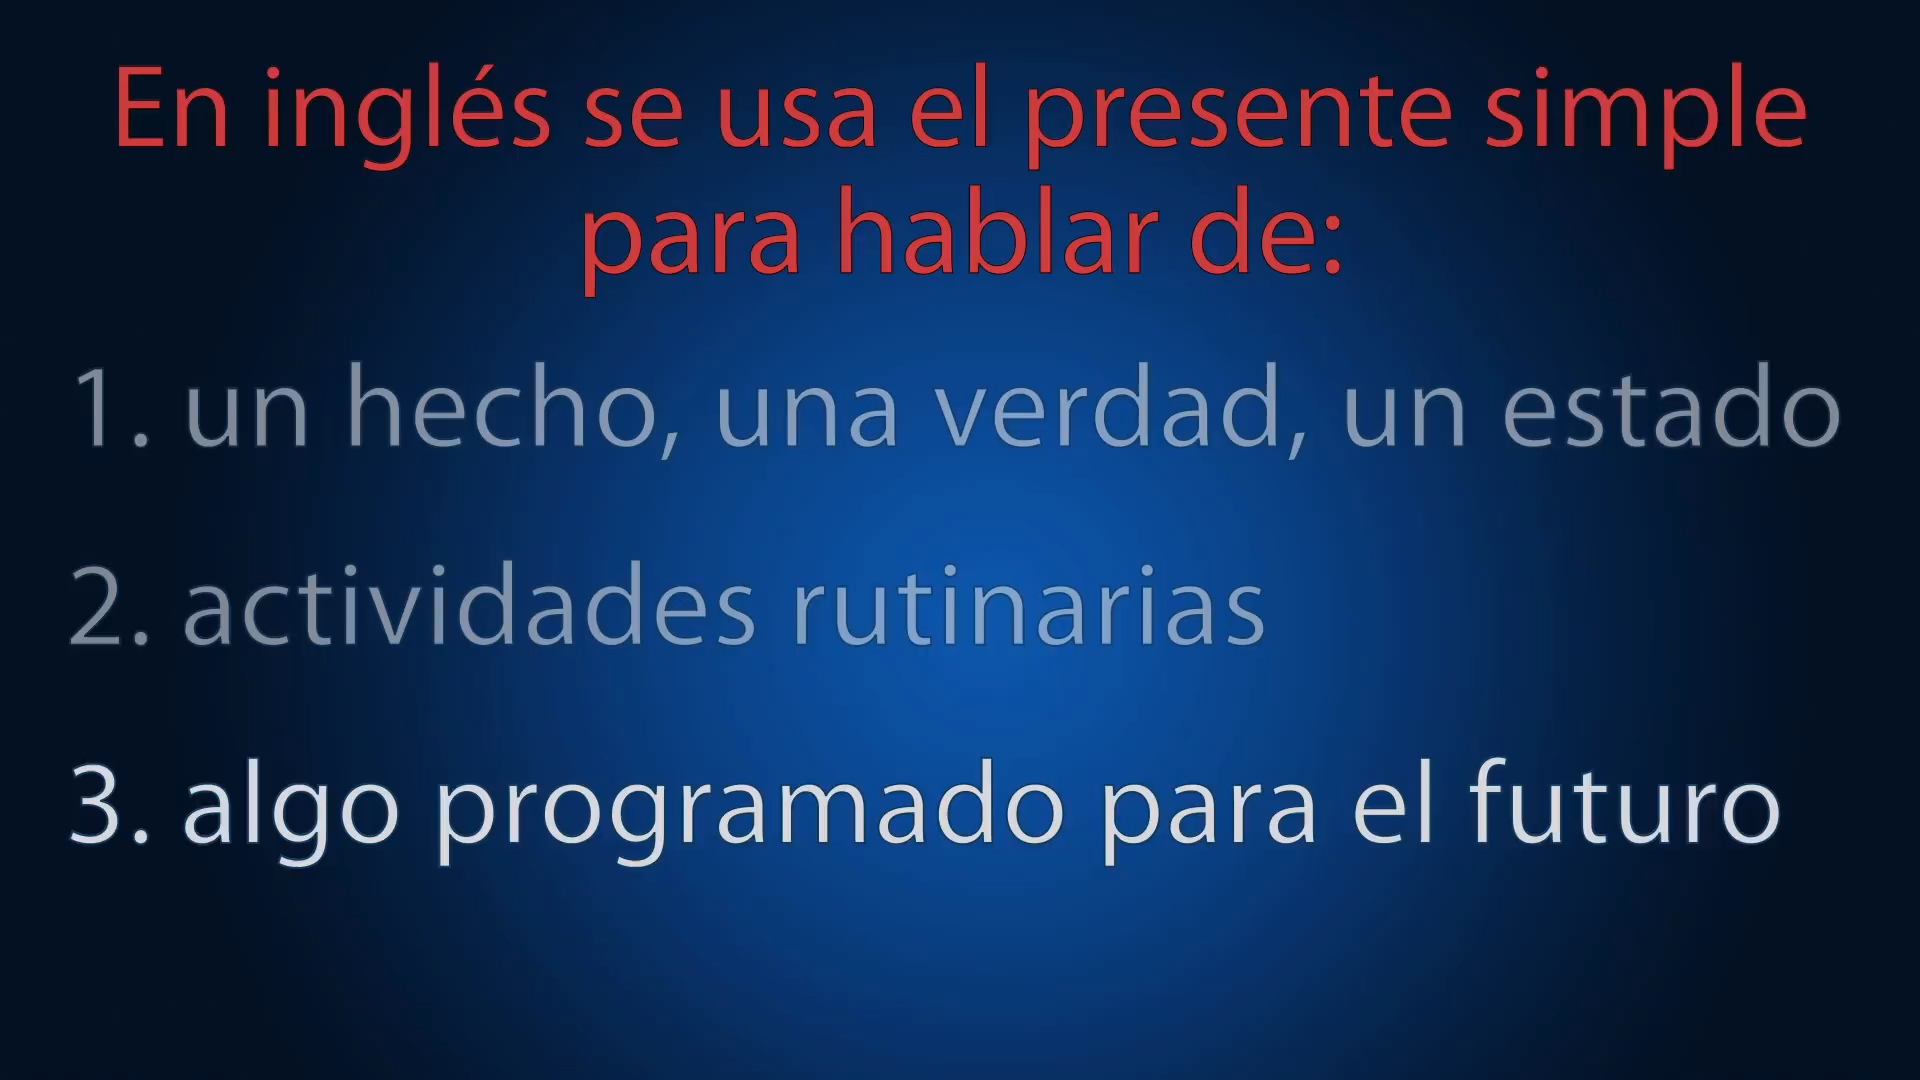 En inglés se usa el presente simple
para hablar de:
1. un hecho, una verdad, un estado
2. actividades rutinarias
3. algo programado para el futuro